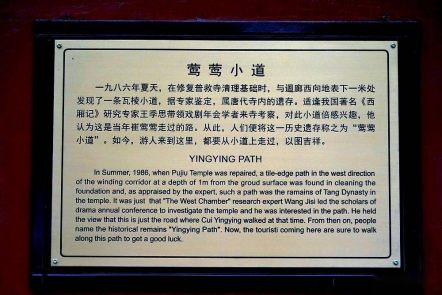 莺莺小道
一九八六年夏天，在修复普救寺清理基础时，与迴廊西向地表下一米处
发现了一条瓦棱小道，据专家鉴定，属唐代寺内的遗存。适逢我国著名《西
厢记》研究专家王季思带领戏剧年会学者来寺考察，对此小道倍感兴趣，他
认为这是当年崔莺莺走过的路。从此，人们便将这一历史遗存称之为“莺莺
小道”。如今，游人来到这里，都要从小道上走过，以图吉祥。
YINGYING PATH
In Summer, 1986, when Pujiu Temple was repaired, a tile-edge path in the west direction
of the winding corridor at a depth of 1m from the groud surface was found in cleaning the
foundation and, as appraised by the expert, such a path was the ramains of Tang Dynasty in
the temple. It was just that "The West Chamber" research expert Wang Jisi led the scholars of
drama annual conference to investigate the temple and he was interested in the path. He held
the view that this is just the road where Cui Yingying walked at that time. From then on, people
name the historical remains "Yingying Path". Now, the touristi coming here are sure to walk
along this path to get a good luck.